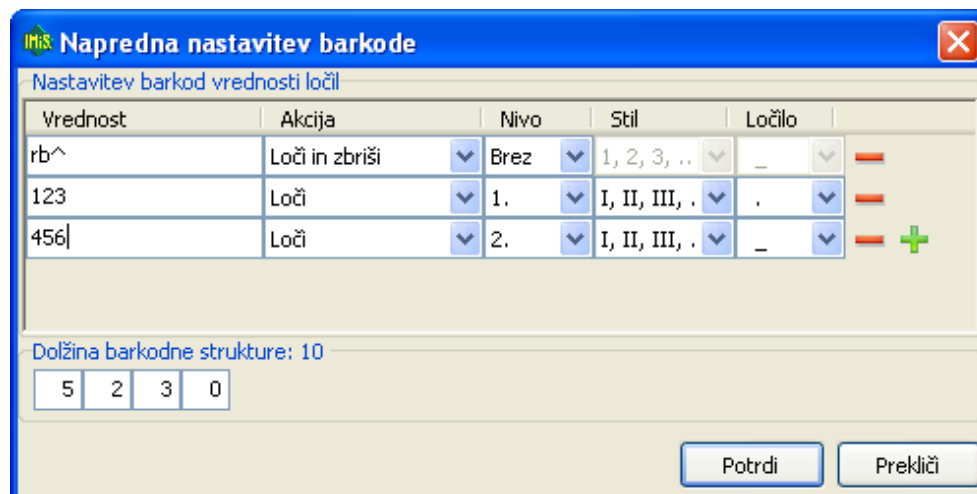 IMiS Napredna nastavitev barkode
Nastavitev barkod vrednosti ločil
Vrednost Akcija Nivo Stil Ločilo
rb^ Loči in zbriši Brez 1, 2, 3, .. _
123 Loči 1. I, II, III, . .
456 Loči 2. I, II, III, . _
Dolžina barkodne strukture: 10
5 2 3 0
Potrdi Prekliči